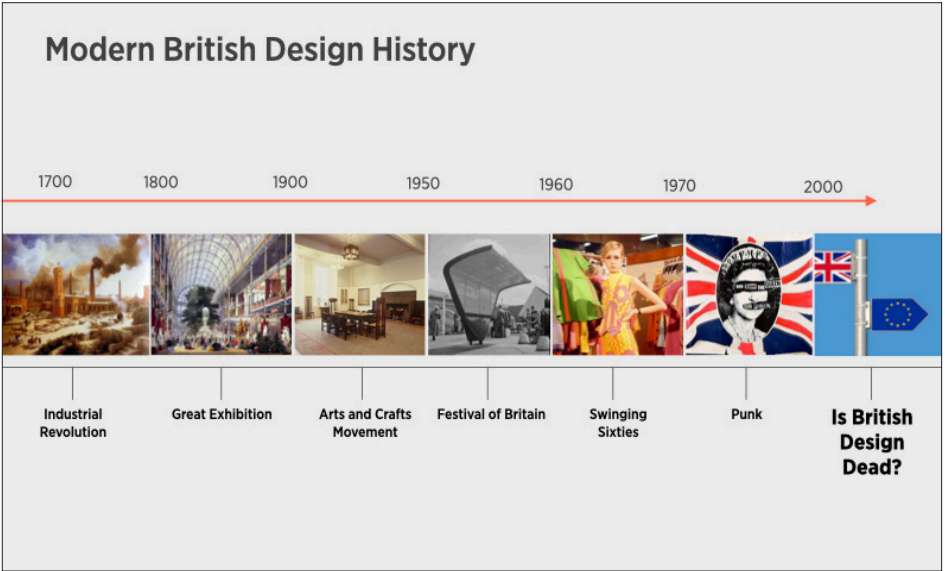 Modern British Design History
1700 1800 1900 1950 1960 1970 2000
Industrial
Revolution
Great Exhibition
Arts and Crafts
Movement
Festival of Britain
Swinging
Sixties
Punk
Is British
Design
Dead?